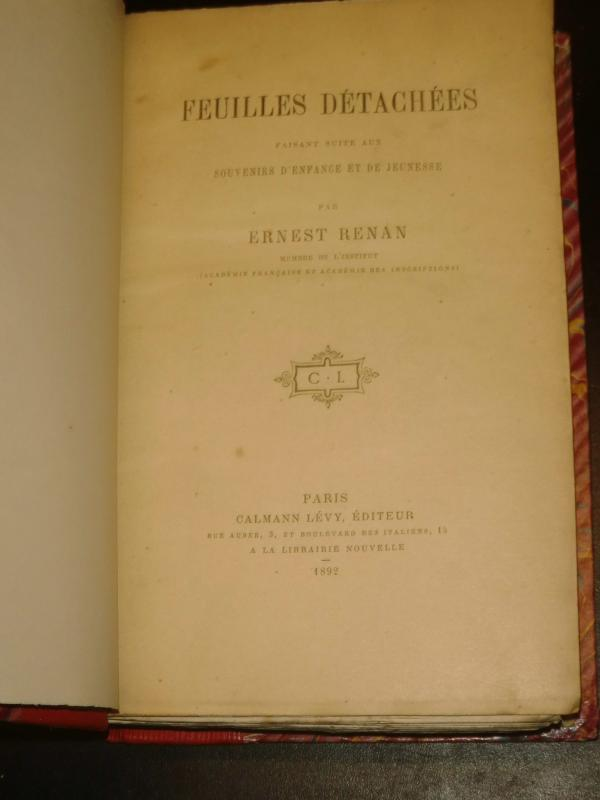 FEUILLES DÉTACHÉES
FAISANT SUITE AUX
SOUVENIRS D'ENFANCE ET DE JEUNESSE
PAR
ERNEST RENAN
MEMBRE DE L'INSTITUT
(ACADÉMIE FRANÇAISE ET ACADÉMIE DES INSCRIPTIONS)
C · L
PARIS
CALMANN LÉVY, ÉDITEUR
RUE AUBER, 3, ET BOULEVARD DES ITALIENS, 15
A LA LIBRAIRIE NOUVELLE
1892